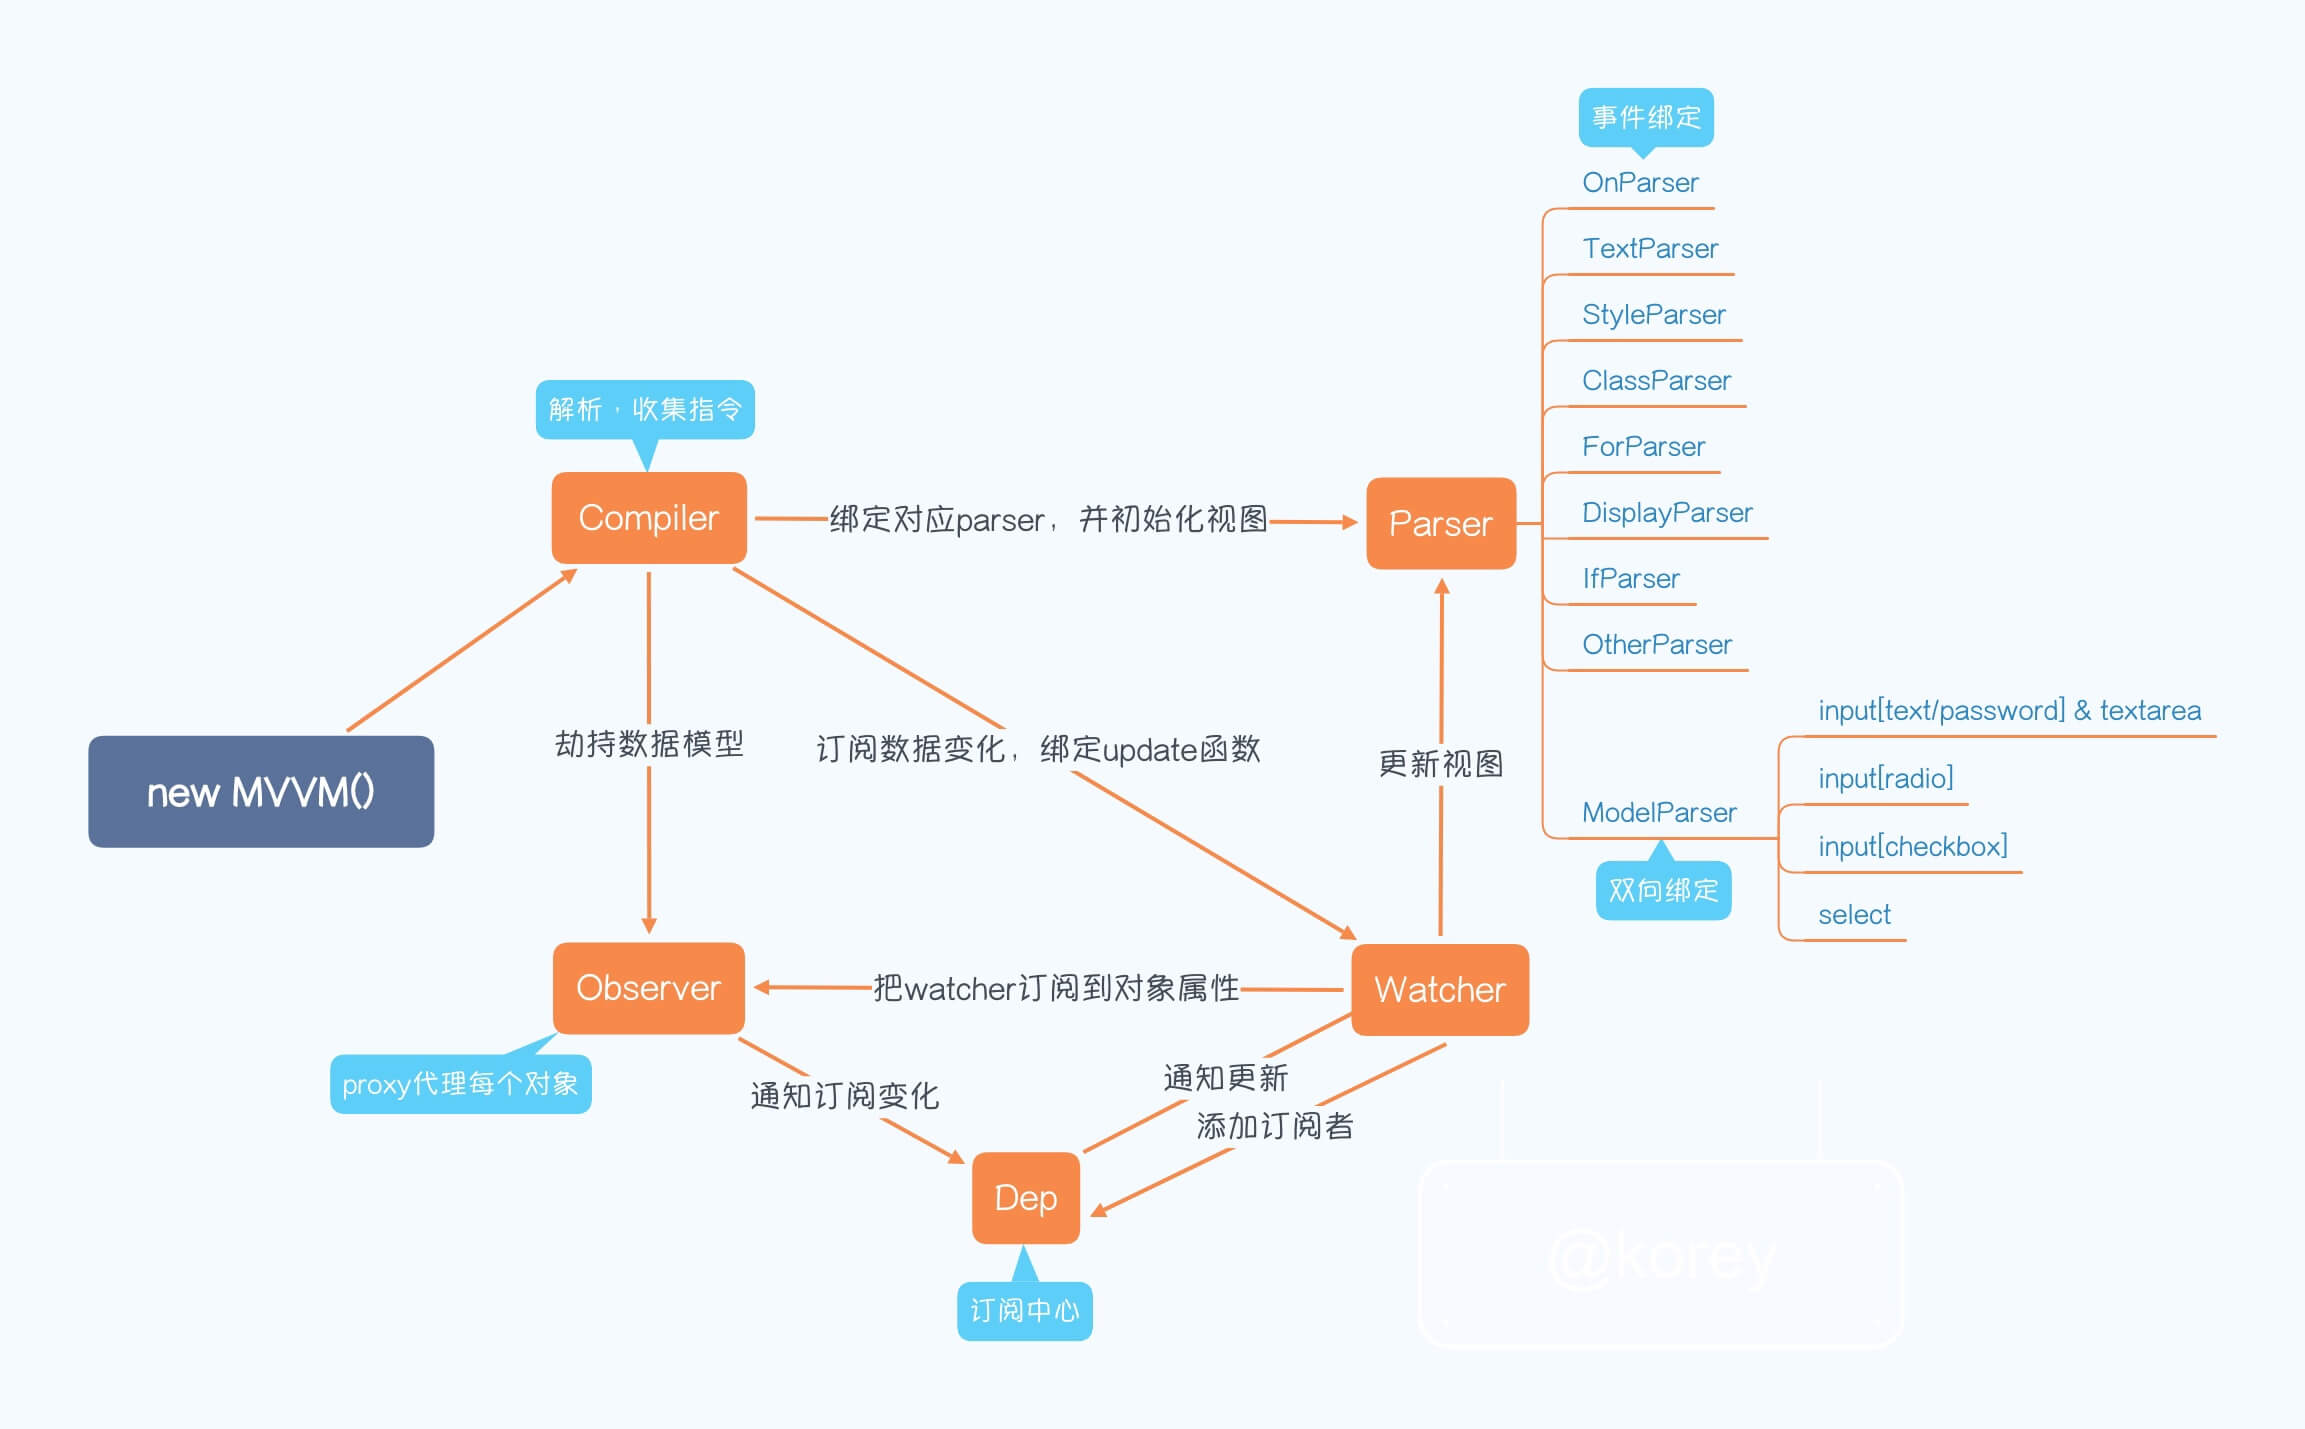 事件绑定
OnParser
TextParser
StyleParser
ClassParser
ForParser
DisplayParser
IfParser
OtherParser
ModelParser
双向绑定
input[text/password] & textarea
input[radio]
input[checkbox]
select
解析，收集指令
Compiler
绑定对应parser，并初始化视图
Parser
new MVVM()
劫持数据模型
订阅数据变化，绑定update函数
更新视图
Observer
把watcher订阅到对象属性
Watcher
proxy代理每个对象
通知订阅变化
通知更新
添加订阅者
Dep
订阅中心
@korey